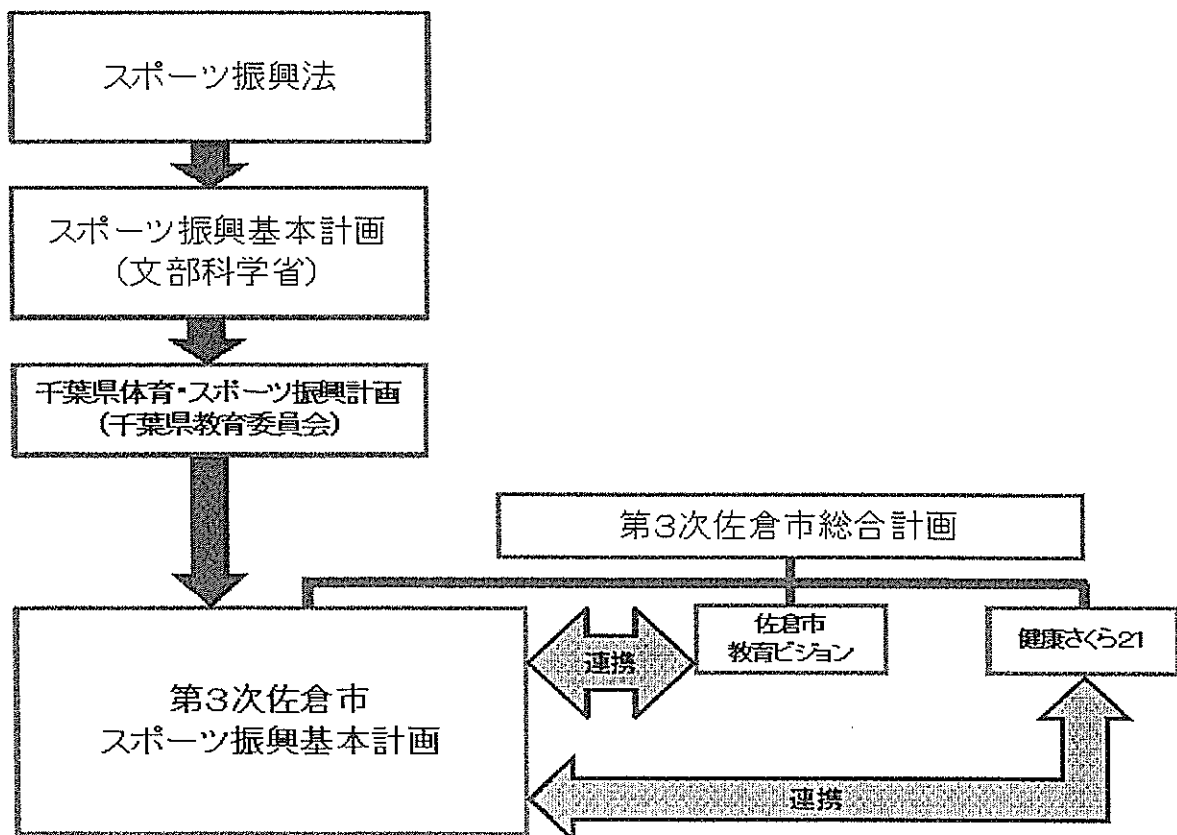 スポーツ振興法
スポーツ振興基本計画
（文部科学省）
千葉県体育・スポーツ振興計画
（千葉県教育委員会）
第3次佐倉市総合計画
佐倉市
教育ビジョン
健康さくら21
連携
第3次佐倉市
スポーツ振興基本計画
連携